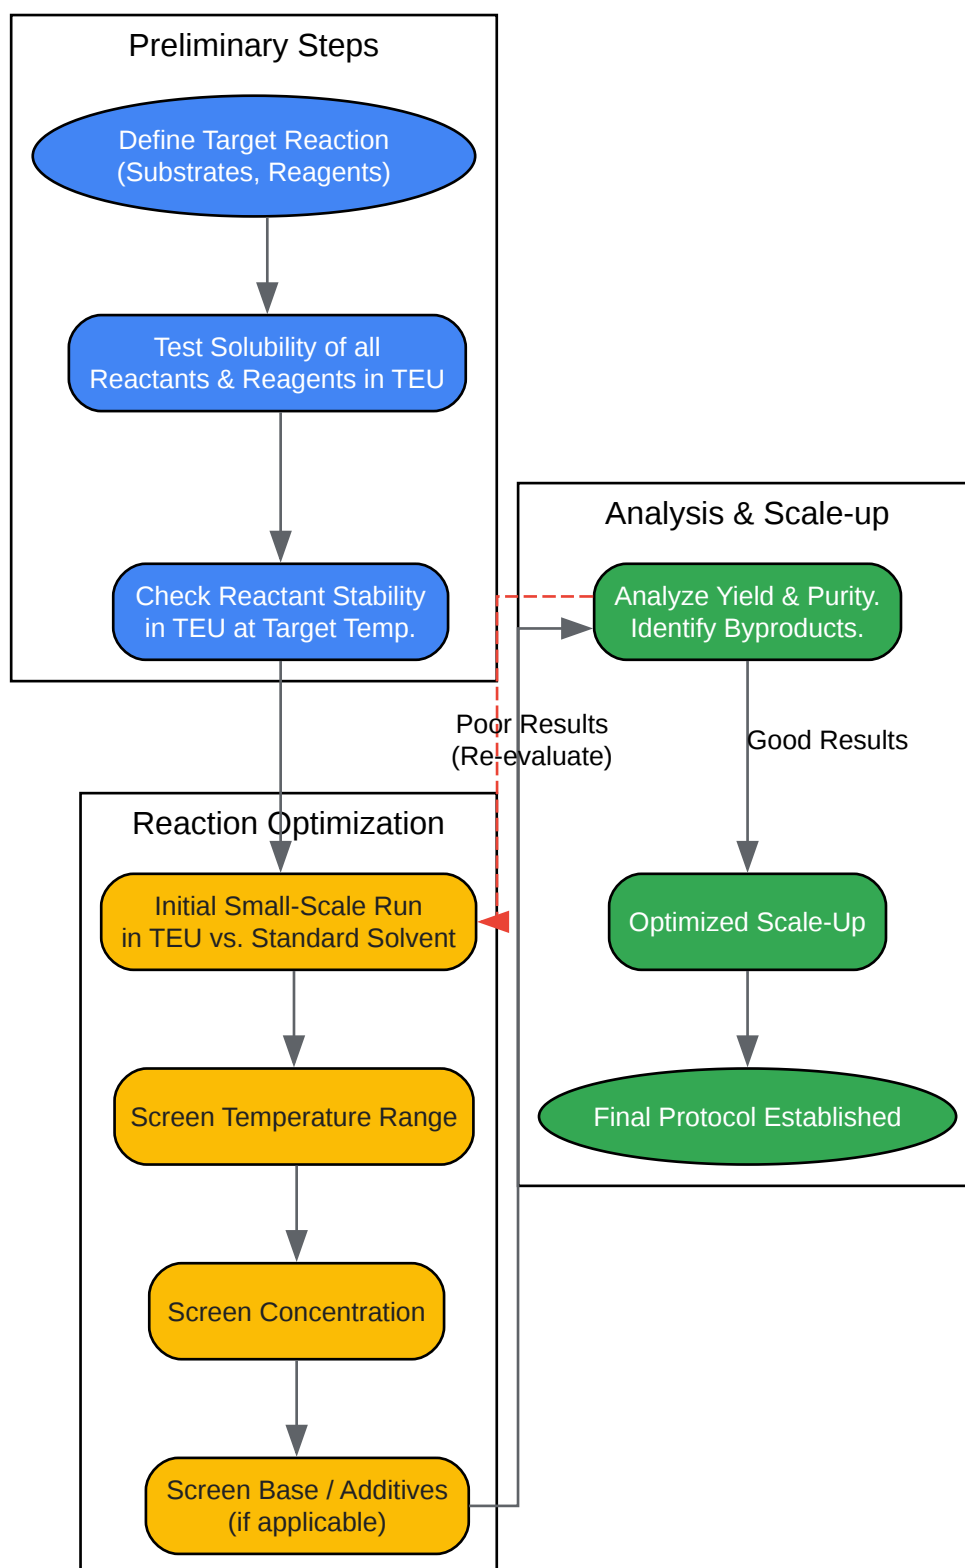 Preliminary Steps
Define Target Reaction
(Substrates, Reagents)
Test Solubility of all
Reactants & Reagents in TEU
Check Reactant Stability
in TEU at Target Temp.
Reaction Optimization
Initial Small-Scale Run
in TEU vs. Standard Solvent
Screen Temperature Range
Screen Concentration
Screen Base / Additives
(if applicable)
Analysis & Scale-up
Analyze Yield & Purity.
Identify Byproducts.
Poor Results
(Re-evaluate)
Good Results
Optimized Scale-Up
Final Protocol Established